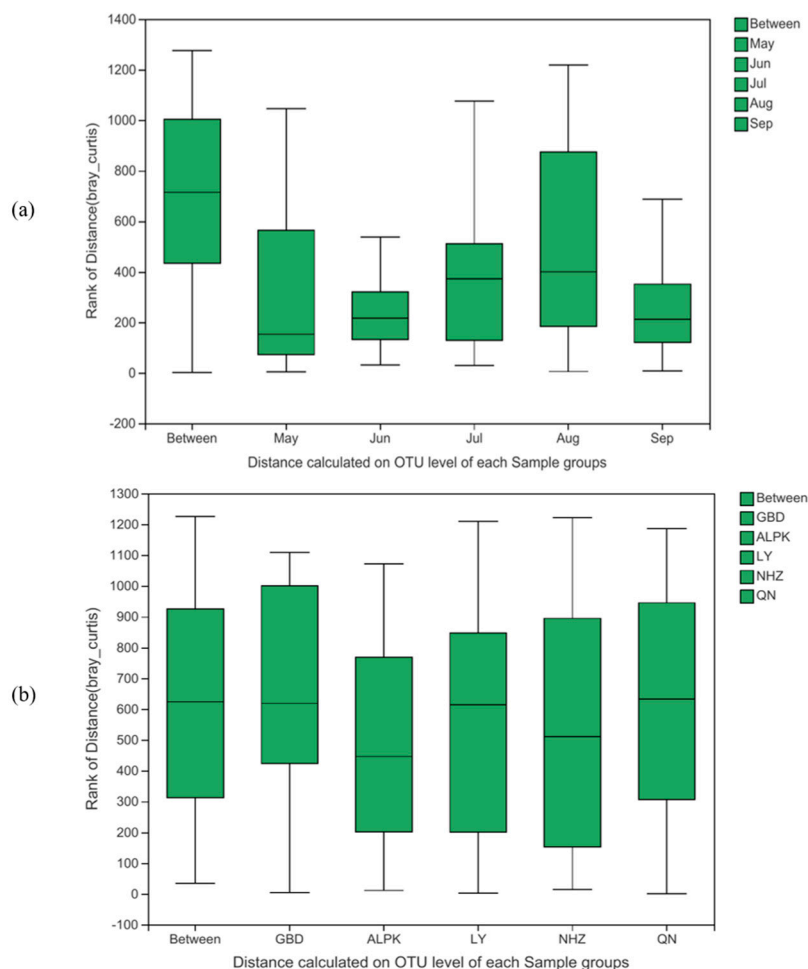 1400
1200
1000
800
600
400
200
0
-200
Rank of Distance(bray_curtis)
(a)
Between
May
Jun
Jul
Aug
Sep
Between May Jun Jul Aug Sep
Distance calculated on OTU level of each Sample groups
1300
1200
1100
1000
900
800
700
600
500
400
300
200
100
0
-100
Rank of Distance(bray_curtis)
(b)
Between
GBD
ALPK
LY
NHZ
QN
Between GBD ALPK LY NHZ QN
Distance calculated on OTU level of each Sample groups